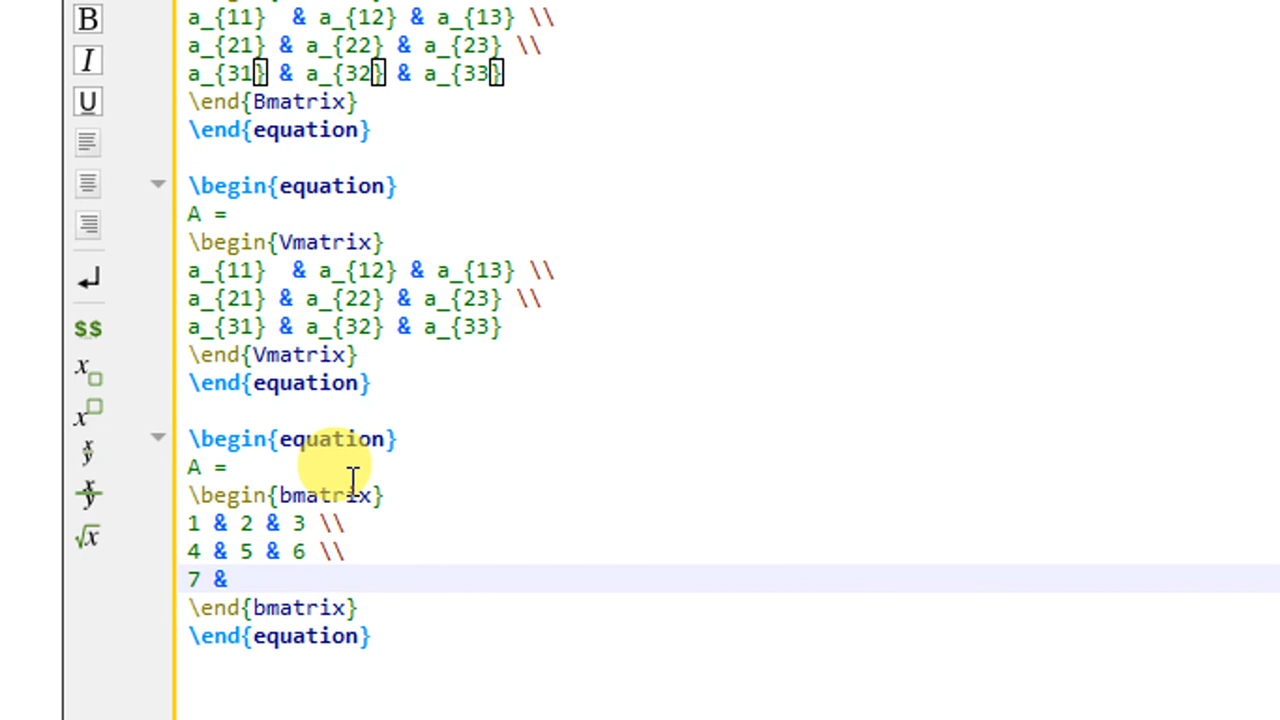 a_{11}  & a_{12} & a_{13} \\
a_{21} & a_{22} & a_{23} \\
a_{31} & a_{32} & a_{33}
\end{Bmatrix}
\end{equation}
\begin{equation}
A =
\begin{Vmatrix}
a_{11}  & a_{12} & a_{13} \\
a_{21} & a_{22} & a_{23} \\
a_{31} & a_{32} & a_{33}
\end{Vmatrix}
\end{equation}
\begin{equation}
A =
\begin{bmatrix}
1 & 2 & 3 \\
4 & 5 & 6 \\
7 &
\end{bmatrix}
\end{equation}
B
I
U
$$
x
x
x/y
x/y
√x